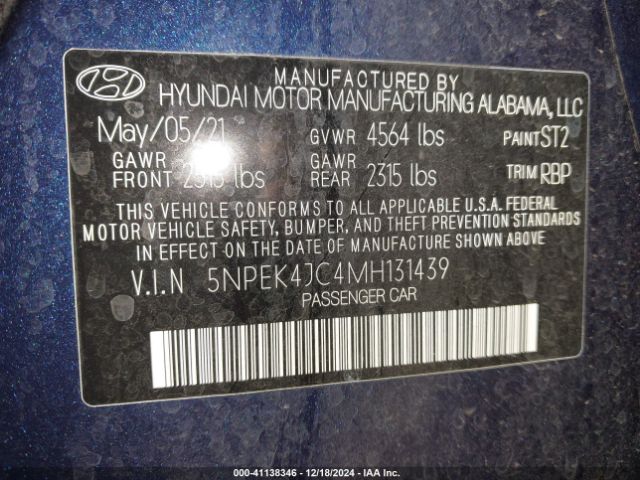 MANUFACTURED BY
HYUNDAI MOTOR MANUFACTURING ALABAMA, LLC
May/05/21 GVWR 4564 lbs PAINT ST2
GAWR FRONT 2315 lbs GAWR REAR 2315 lbs TRIM RBP
THIS VEHICLE CONFORMS TO ALL APPLICABLE U.S.A. FEDERAL
MOTOR VEHICLE SAFETY, BUMPER, AND THEFT PREVENTION STANDARDS
IN EFFECT ON THE DATE OF MANUFACTURE SHOWN ABOVE
V.I.N 5NPEK4JC4MH131439
PASSENGER CAR
000-41138346 - 12/18/2024 - IAA Inc.